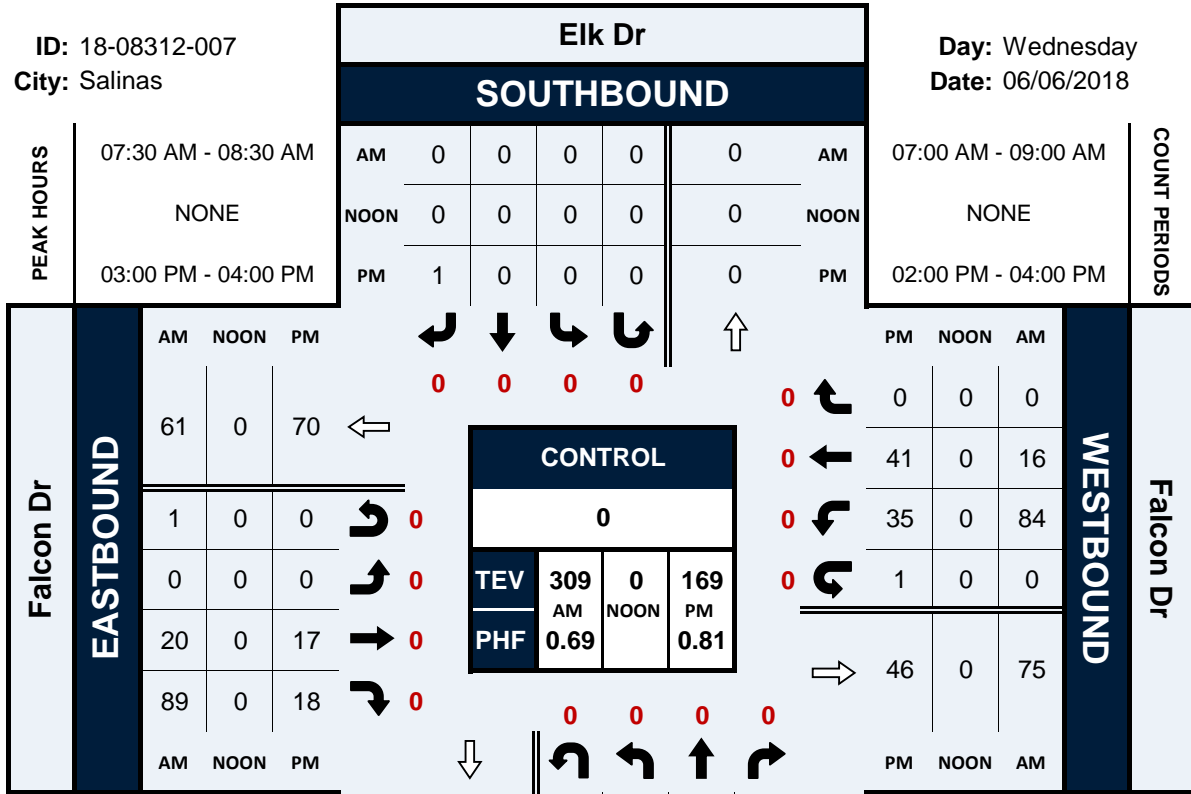 ID: 18-08312-007
City: Salinas
Elk Dr
SOUTHBOUND
Day: Wednesday
Date: 06/06/2018
PEAK HOURS
07:30 AM - 08:30 AM
NONE
03:00 PM - 04:00 PM
AM 0 0 0 0 0 AM
NOON 0 0 0 0 0 NOON
PM 1 0 0 0 0 PM
07:00 AM - 09:00 AM
NONE
02:00 PM - 04:00 PM
COUNT PERIODS
0 0 0 0
Falcon Dr
EASTBOUND
AM NOON PM
61 0 70
1 0 0 0
0 0 0 0
20 0 17 0
89 0 18 0
AM NOON PM
CONTROL
0
TEV 309 0 169
AM NOON PM
PHF 0.69 0.81
PM NOON AM
0 0 0 0
0 41 0 16
0 35 0 84
0 1 0 0
46 0 75
PM NOON AM
WESTBOUND
Falcon Dr
0 0 0 0